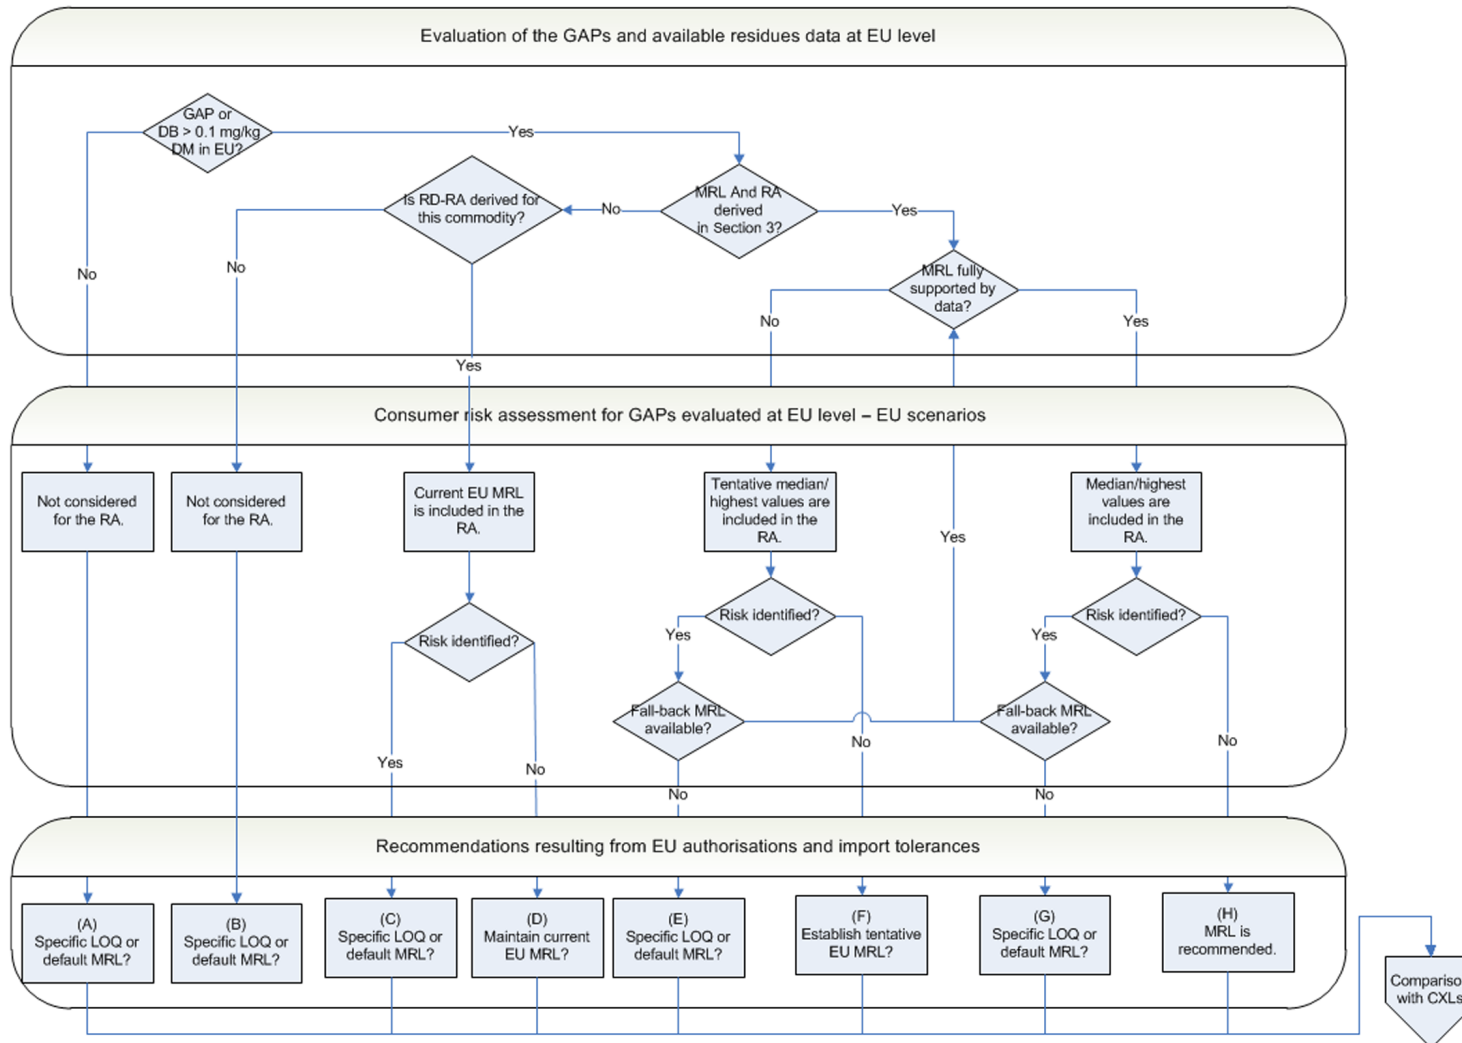 Evaluation of the GAPs and available residues data at EU level
GAP or
DB > 0.1 mg/kg
DM in EU?
Yes
Is RD-RA derived for
this commodity?
No
MRL And RA
derived
in Section 3?
Yes
No
No
MRL fully
supported by
data?
No
Yes
Yes
Consumer risk assessment for GAPs evaluated at EU level – EU scenarios
Not considered
for the RA.
Not considered
for the RA.
Current EU MRL
is included in the
RA.
Tentative median/
highest values are
included in the
RA.
Yes
Median/highest
values are
included in the
RA.
Risk identified?
Risk identified?
Risk identified?
Yes
Yes
Fall-back MRL
available?
Fall-back MRL
available?
Yes
No
No
No
No
No
Recommendations resulting from EU authorisations and import tolerances
(A)
Specific LOQ or
default MRL?
(B)
Specific LOQ or
default MRL?
(C)
Specific LOQ or
default MRL?
(D)
Maintain current
EU MRL?
(E)
Specific LOQ or
default MRL?
(F)
Establish tentative
EU MRL?
(G)
Specific LOQ or
default MRL?
(H)
MRL is
recommended.
Compariso
with CXLs